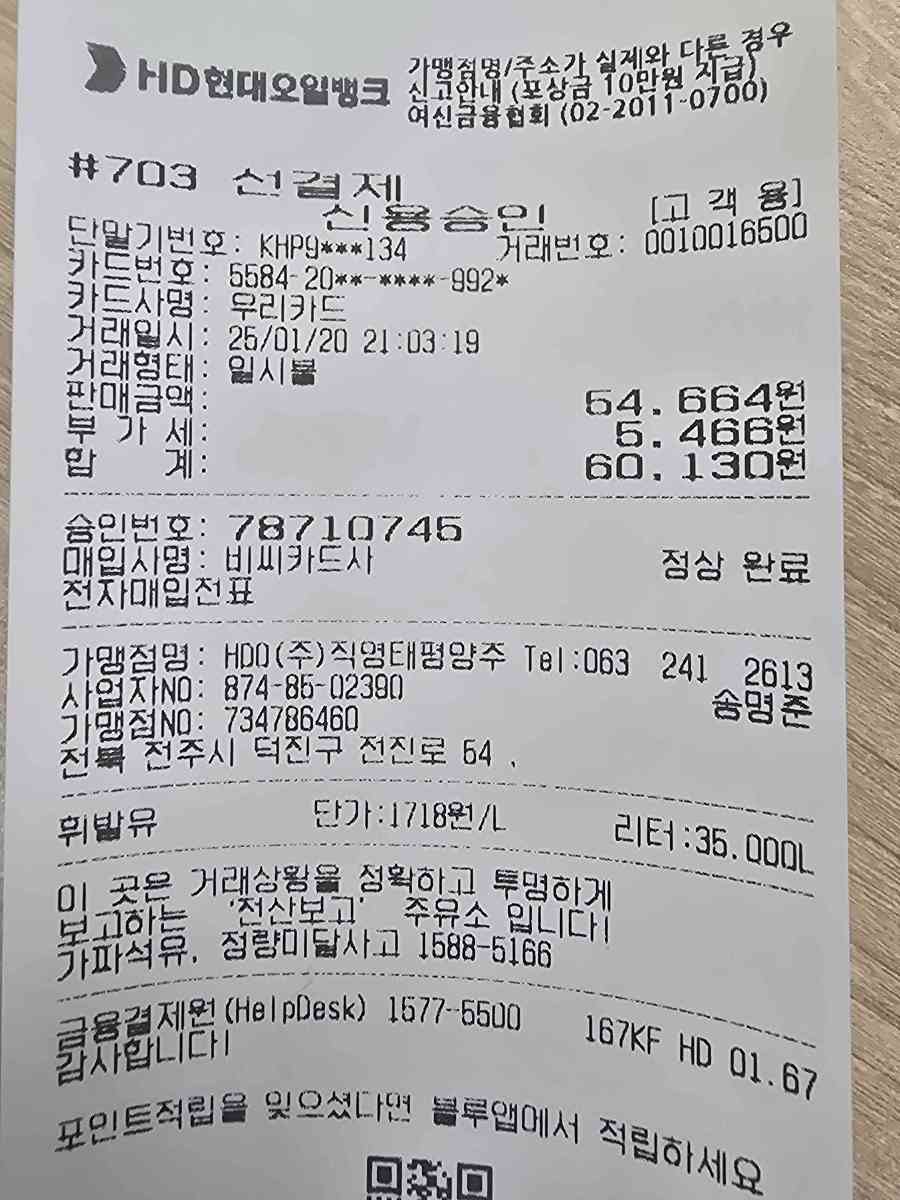 HD현대오일뱅크
가맹점명/주소가 실제와 다른 경우
신고안내 (포상금 10만원 지급)
여신금융협회 (02-2011-0700)
#703 선결제
신용승인 [고 객 용]
단말기번호: KHP9***134 거래번호: 0010016500
카드번호: 5584-20**-****-992*
카드사명: 우리카드
거래일시: 25/01/20 21:03:19
거래형태: 일시불
판매금액: 54.664원
부 가 세: 5.466원
합 계: 60.130원
승인번호: 78710745
매입사명: 비씨카드사 정상 완료
전자매입전표
가맹점명: HDO(주)직영태평양주 Tel:063 241 2613
사업자NO: 874-85-02390 송명준
가맹점NO: 734786460
전북 전주시 덕진구 전진로 54 ,
휘발유 단가:1718원/L 리터:35.000L
이 곳은 거래상황을 정확하고 투명하게
보고하는 '전산보고' 주유소 입니다!
가짜석유, 정량미달사고 1588-5166
금융결제원(HelpDesk) 1577-5500 167KF HD 01.67
감사합니다!
포인트적립을 잊으셨다면 블루앱에서 적립하세요